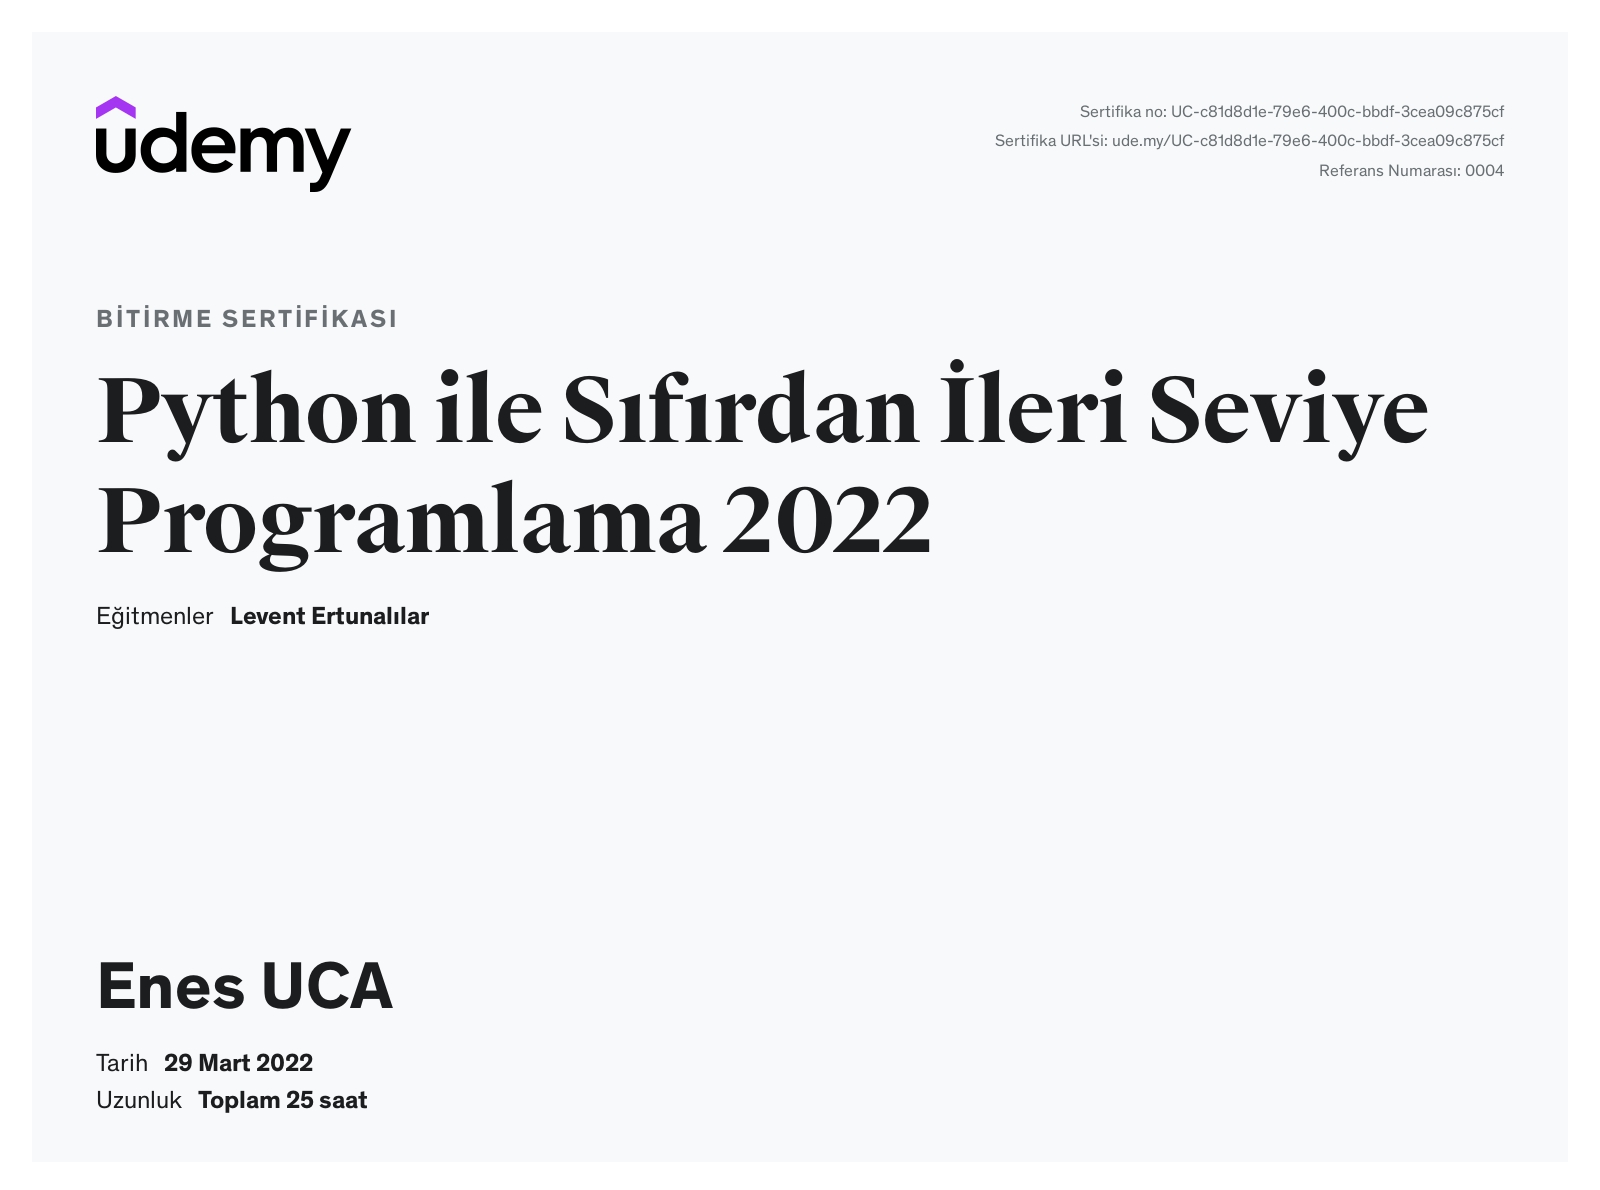 udemy
Sertifika no: UC-c81d8d1e-79e6-400c-bbdf-3cea09c875cf
Sertifika URL'si: ude.my/UC-c81d8d1e-79e6-400c-bbdf-3cea09c875cf
Referans Numarası: 0004
BİTİRME SERTİFİKASI
Python ile Sıfırdan İleri Seviye
Programlama 2022
Eğitmenler Levent Ertunalılar
Enes UCA
Tarih 29 Mart 2022
Uzunluk Toplam 25 saat